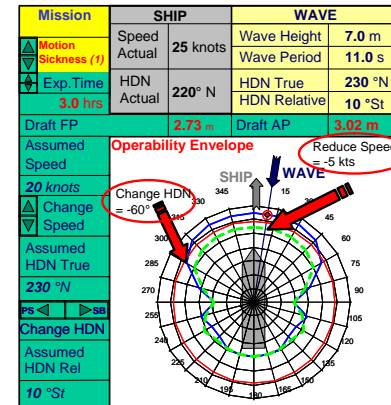 Mission
SHIP
WAVE
Motion
Sickness (1)
Speed
Actual
25 knots
Wave Height
7.0 m
Wave Period
11.0 s
Exp.Time
3.0 hrs
HDN
Actual
220° N
HDN True
230 °N
HDN Relative
10 °St
Draft FP
2.73 m
Draft AP
3.02 m
Assumed
Speed
20 knots
Change
Speed
Assumed
HDN True
230 °N
PS
SB
Change HDN
Assumed
HDN Rel
10 °St
Operability Envelope
Reduce Speed
= -5 kts
SHIP
WAVE
Change HDN
= -60°
345
15
330
30
315
45
300
60
285
75
270
90
255
105
240
120
225
135
210
150
195
180
165